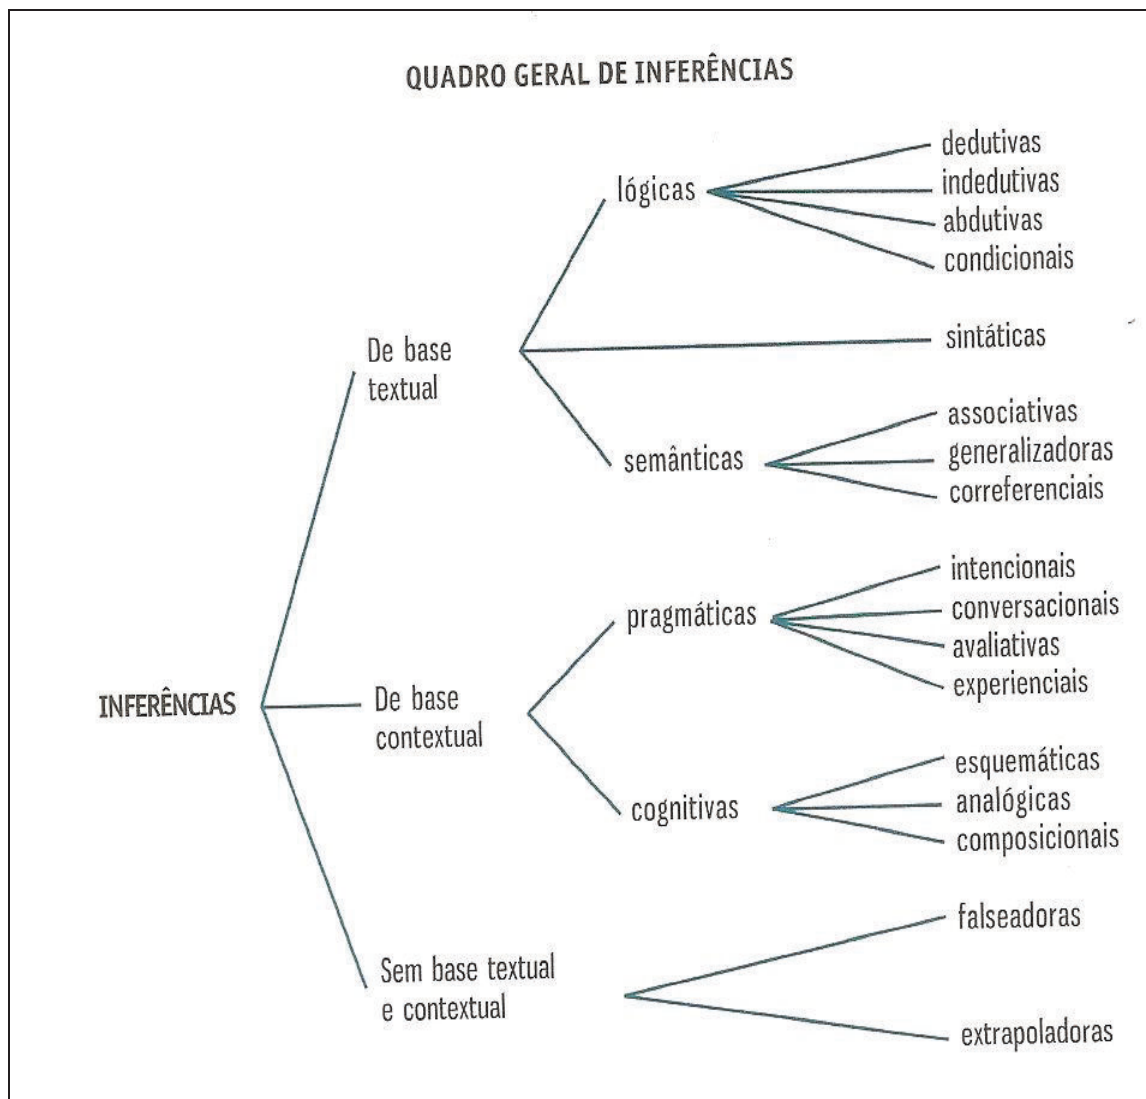 QUADRO GERAL DE INFERÊNCIAS
dedutivas
lógicas
indedutivas
abdutivas
condicionais
De base
textual
sintáticas
associativas
semânticas
generalizadoras
correferenciais
intencionais
pragmáticas
conversacionais
avaliativas
experienciais
INFERÊNCIAS
De base
contextual
esquemáticas
cognitivas
analógicas
composicionais
falseadoras
Sem base textual
e contextual
extrapoladoras